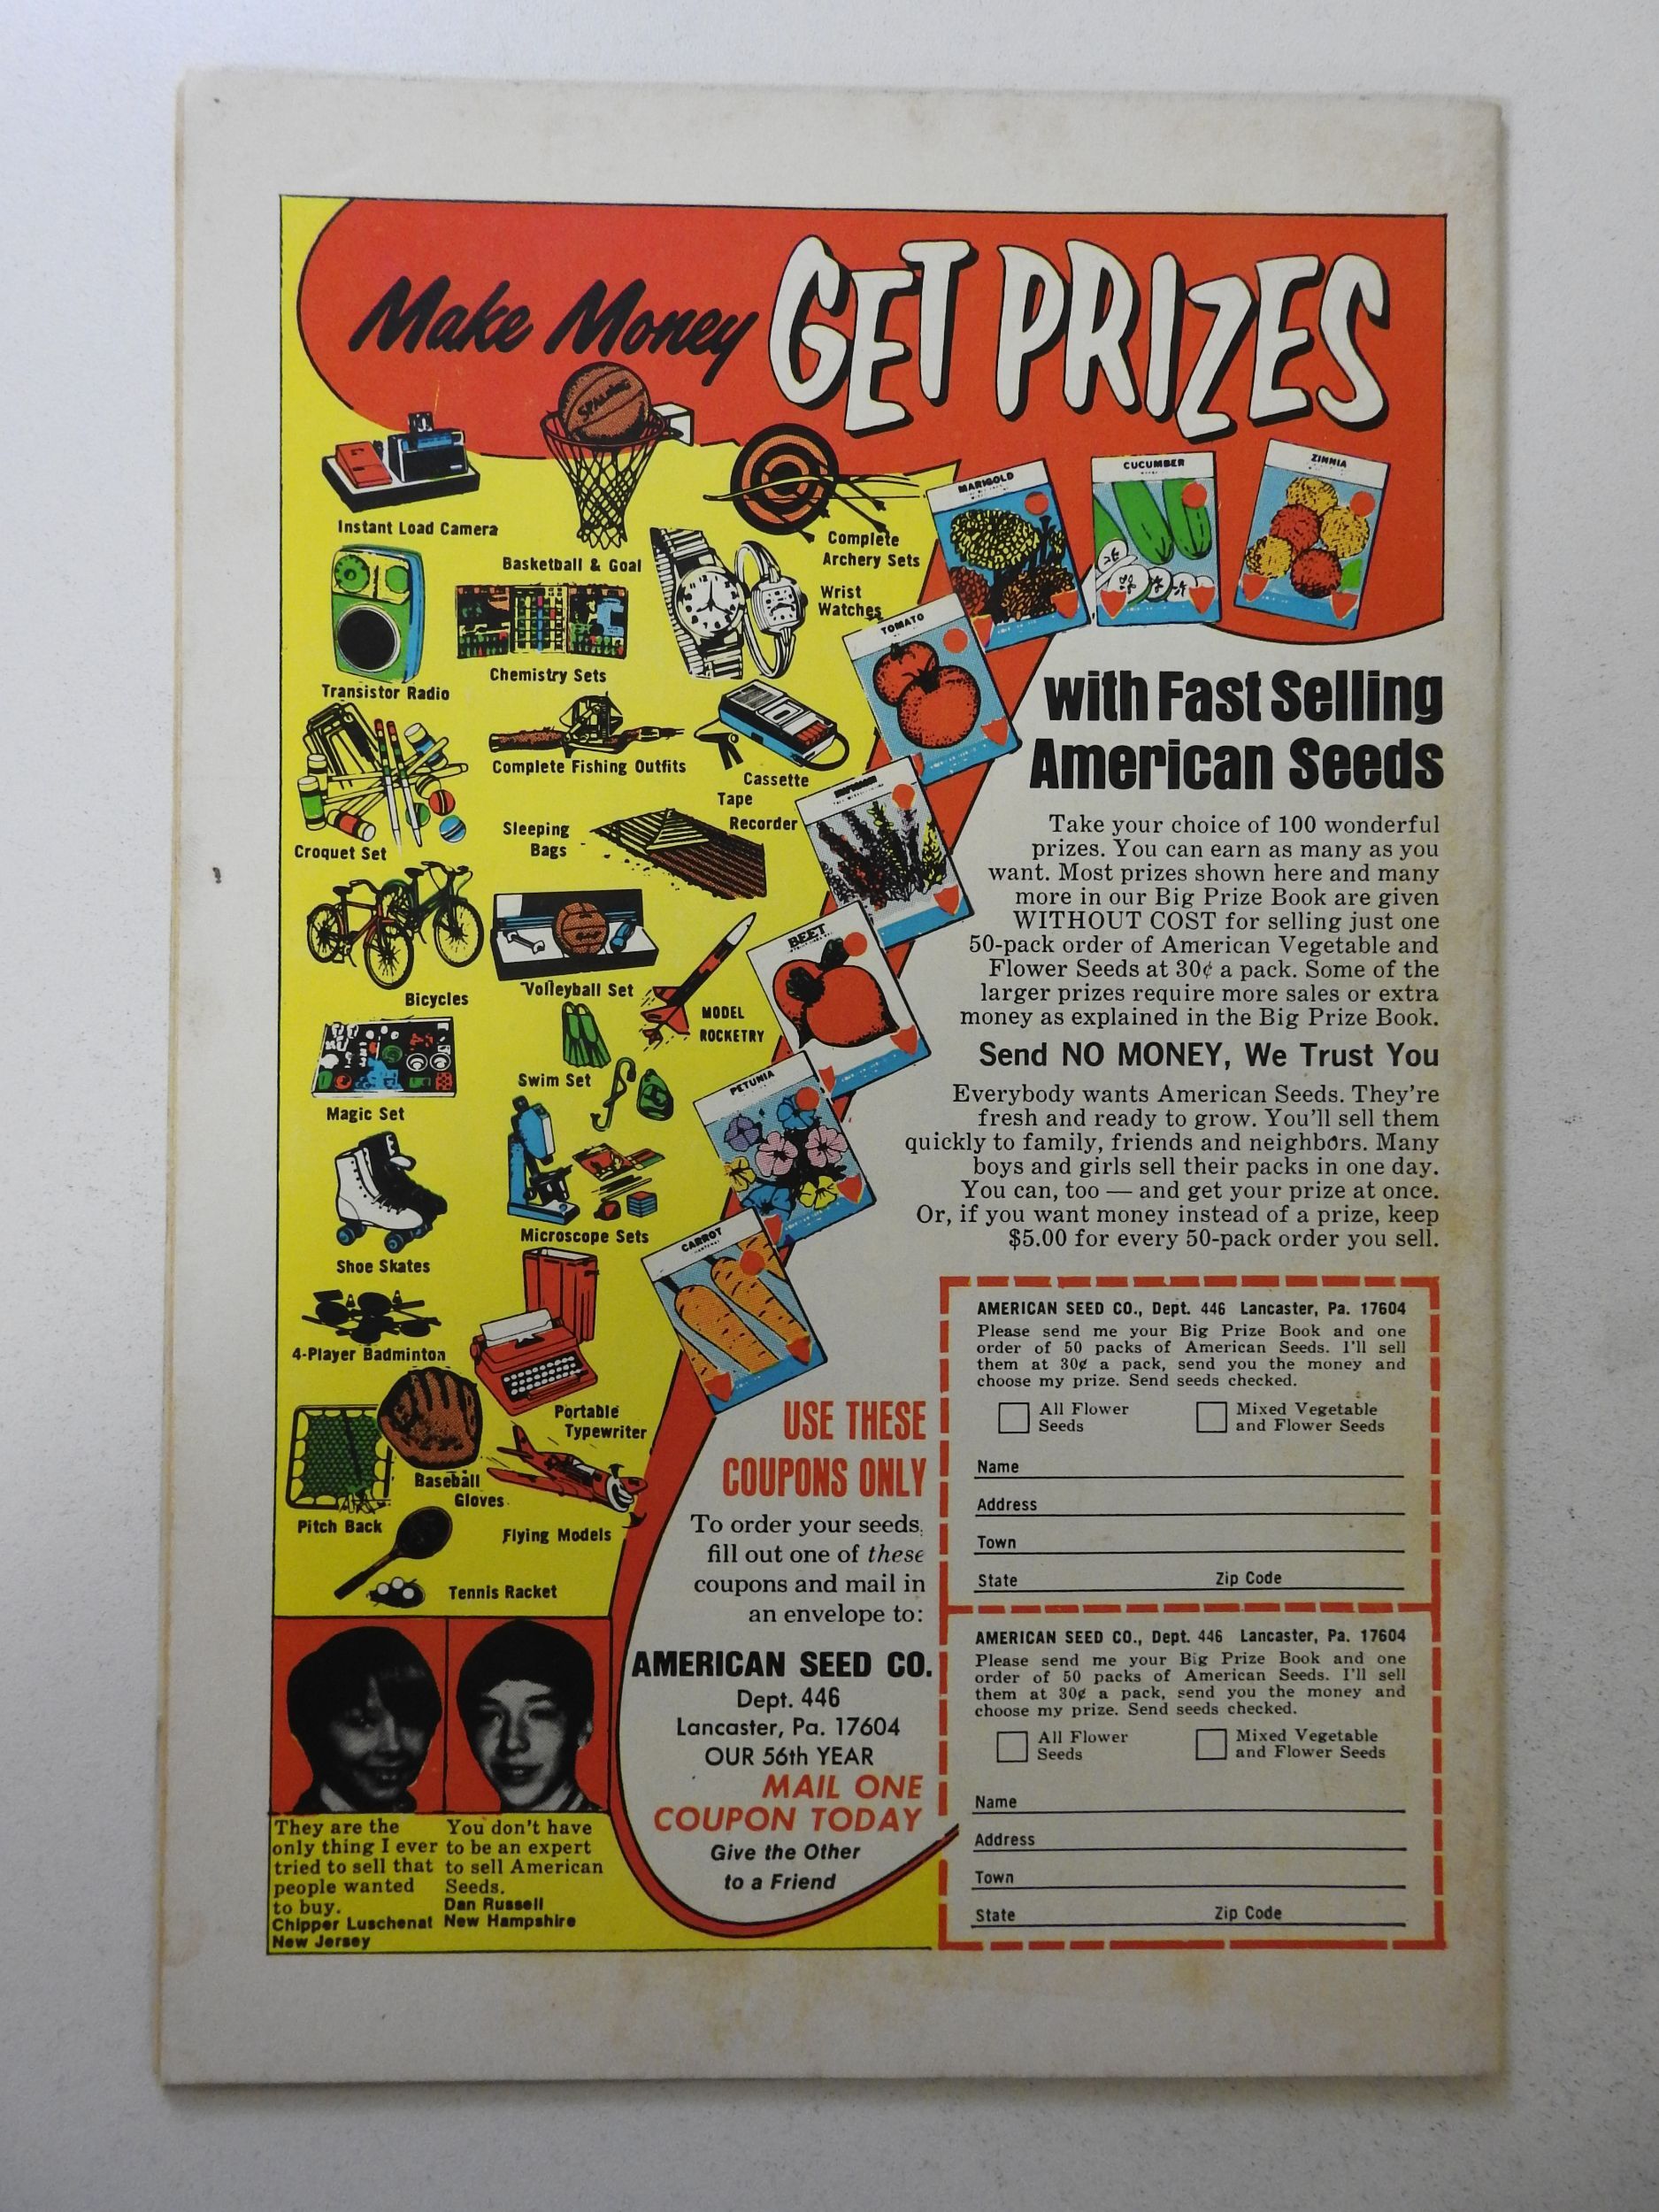 Make Money GET PRIZES
SPALDING
Instant Load Camera
Basketball & Goal
Complete
Archery Sets
Wrist
Watches
Transistor Radio
Chemistry Sets
Complete Fishing Outfits
Cassette
Tape
Recorder
Croquet Set
Sleeping
Bags
Bicycles
Volleyball Set
MODEL
ROCKETRY
Magic Set
Swim Set
Shoe Skates
Microscope Sets
4-Player Badminton
Portable
Typewriter
Pitch Back
Baseball
Gloves
Flying Models
Tennis Racket
MARIGOLD
CUCUMBER
ZINNIA
TOMATO
BEET
PETUNIA
CARROT
with Fast Selling
American Seeds
Take your choice of 100 wonderful
prizes. You can earn as many as you
want. Most prizes shown here and many
more in our Big Prize Book are given
WITHOUT COST for selling just one
50-pack order of American Vegetable and
Flower Seeds at 30¢ a pack. Some of the
larger prizes require more sales or extra
money as explained in the Big Prize Book.
Send NO MONEY, We Trust You
Everybody wants American Seeds. They're
fresh and ready to grow. You'll sell them
quickly to family, friends and neighbors. Many
boys and girls sell their packs in one day.
You can, too — and get your prize at once.
Or, if you want money instead of a prize, keep
$5.00 for every 50-pack order you sell.
USE THESE
COUPONS ONLY
To order your seeds,
fill out one of these
coupons and mail in
an envelope to:
AMERICAN SEED CO.
Dept. 446
Lancaster, Pa. 17604
OUR 56th YEAR
MAIL ONE
COUPON TODAY
Give the Other
to a Friend
AMERICAN SEED CO., Dept. 446 Lancaster, Pa. 17604
Please send me your Big Prize Book and one
order of 50 packs of American Seeds. I'll sell
them at 30¢ a pack, send you the money and
choose my prize. Send seeds checked.
All Flower
Seeds
Mixed Vegetable
and Flower Seeds
Name
Address
Town
State Zip Code
AMERICAN SEED CO., Dept. 446 Lancaster, Pa. 17604
Please send me your Big Prize Book and one
order of 50 packs of American Seeds. I'll sell
them at 30¢ a pack, send you the money and
choose my prize. Send seeds checked.
All Flower
Seeds
Mixed Vegetable
and Flower Seeds
Name
Address
Town
State Zip Code
They are the
only thing I ever
tried to sell that
people wanted
to buy.
Chipper Luschenat
New Jersey
You don't have
to be an expert
to sell American
Seeds.
Dan Russell
New Hampshire